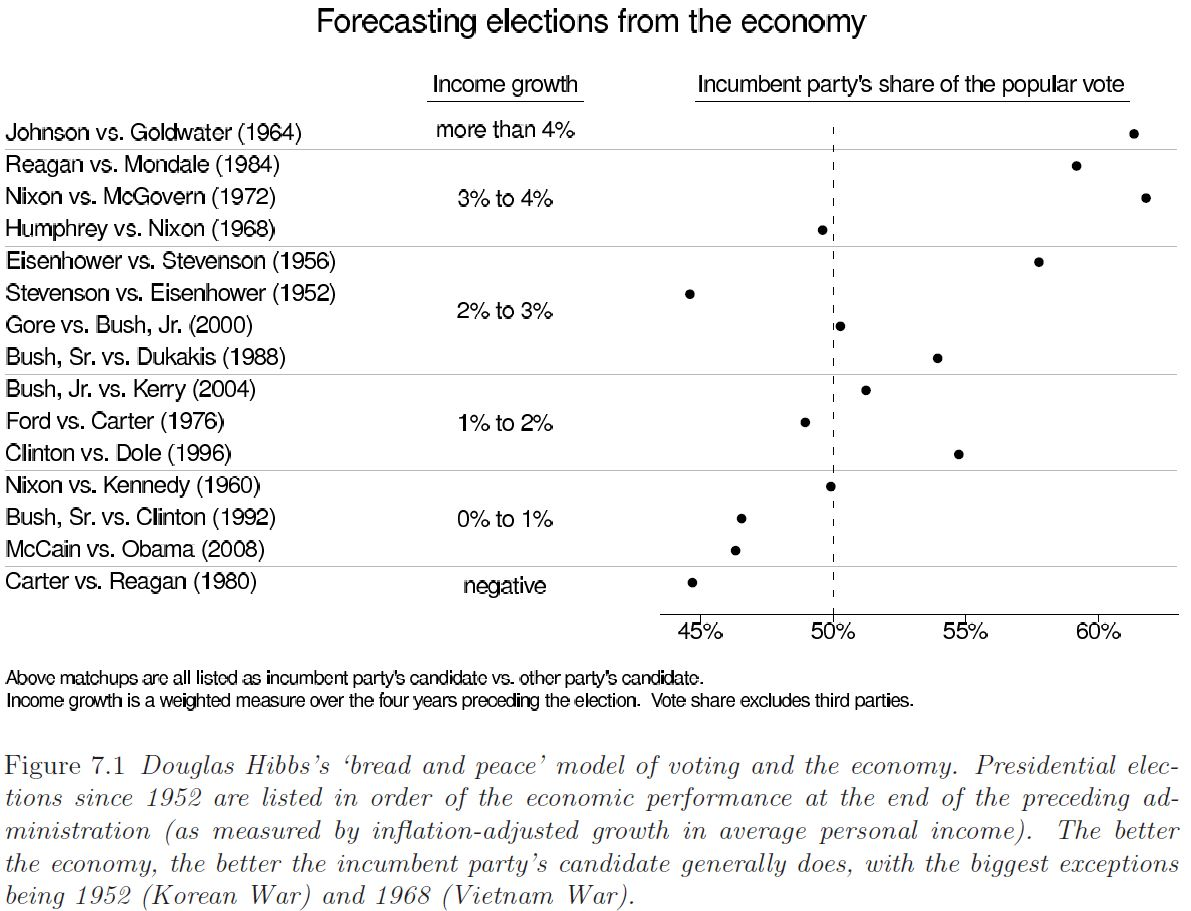 Forecasting elections from the economy
Income growth
Incumbent party's share of the popular vote
Johnson vs. Goldwater (1964)
more than 4%
Reagan vs. Mondale (1984)
Nixon vs. McGovern (1972)
3% to 4%
Humphrey vs. Nixon (1968)
Eisenhower vs. Stevenson (1956)
Stevenson vs. Eisenhower (1952)
2% to 3%
Gore vs. Bush, Jr. (2000)
Bush, Sr. vs. Dukakis (1988)
Bush, Jr. vs. Kerry (2004)
Ford vs. Carter (1976)
1% to 2%
Clinton vs. Dole (1996)
Nixon vs. Kennedy (1960)
Bush, Sr. vs. Clinton (1992)
0% to 1%
McCain vs. Obama (2008)
Carter vs. Reagan (1980)
negative
45% 50% 55% 60%
Above matchups are all listed as incumbent party's candidate vs. other party's candidate.
Income growth is a weighted measure over the four years preceding the election. Vote share excludes third parties.
Figure 7.1 Douglas Hibbs's ‘bread and peace’ model of voting and the economy. Presidential elec-
tions since 1952 are listed in order of the economic performance at the end of the preceding ad-
ministration (as measured by inflation-adjusted growth in average personal income). The better
the economy, the better the incumbent party's candidate generally does, with the biggest exceptions
being 1952 (Korean War) and 1968 (Vietnam War).